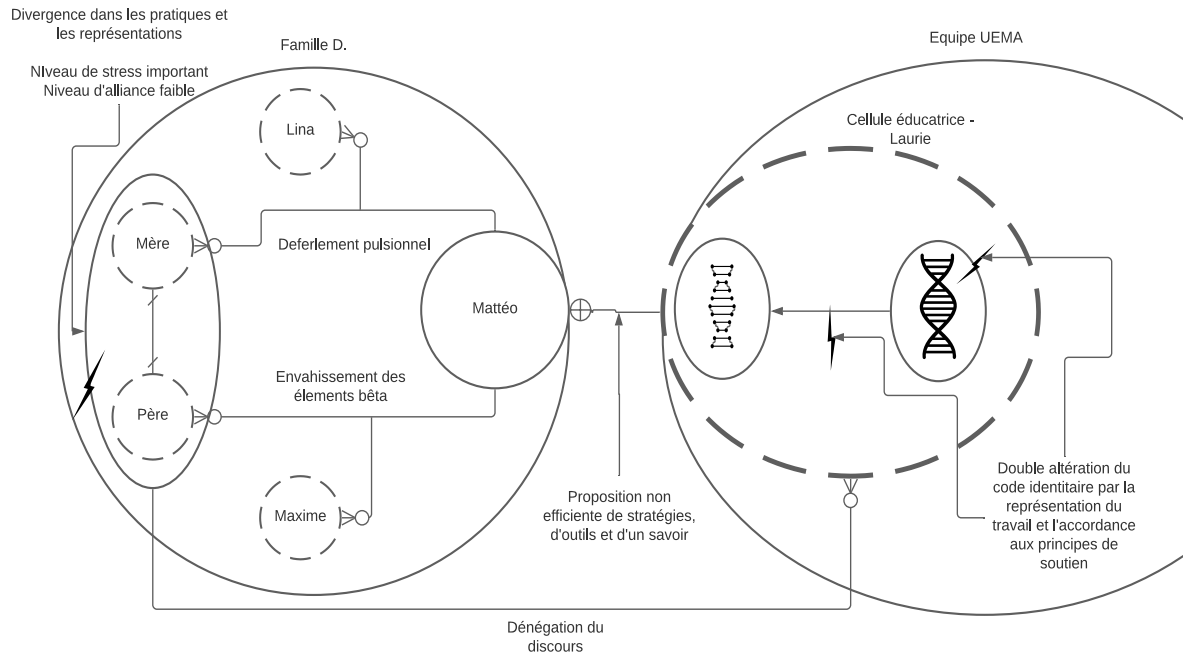 Divergence dans les pratiques et
les représentations
NIveau de stress important
Niveau d'alliance faible
Famille D.
Equipe UEMA
Lina
Cellule éducatrice -
Laurie
Mère
Deferlement pulsionnel
Mattéo
Envahissement des
élements bêta
Père
Maxime
Proposition non
efficiente de stratégies,
d'outils et d'un savoir
Double altération du
code identitaire par la
représentation du
travail et l'accordance
aux principes de
soutien
Dénégation du
discours